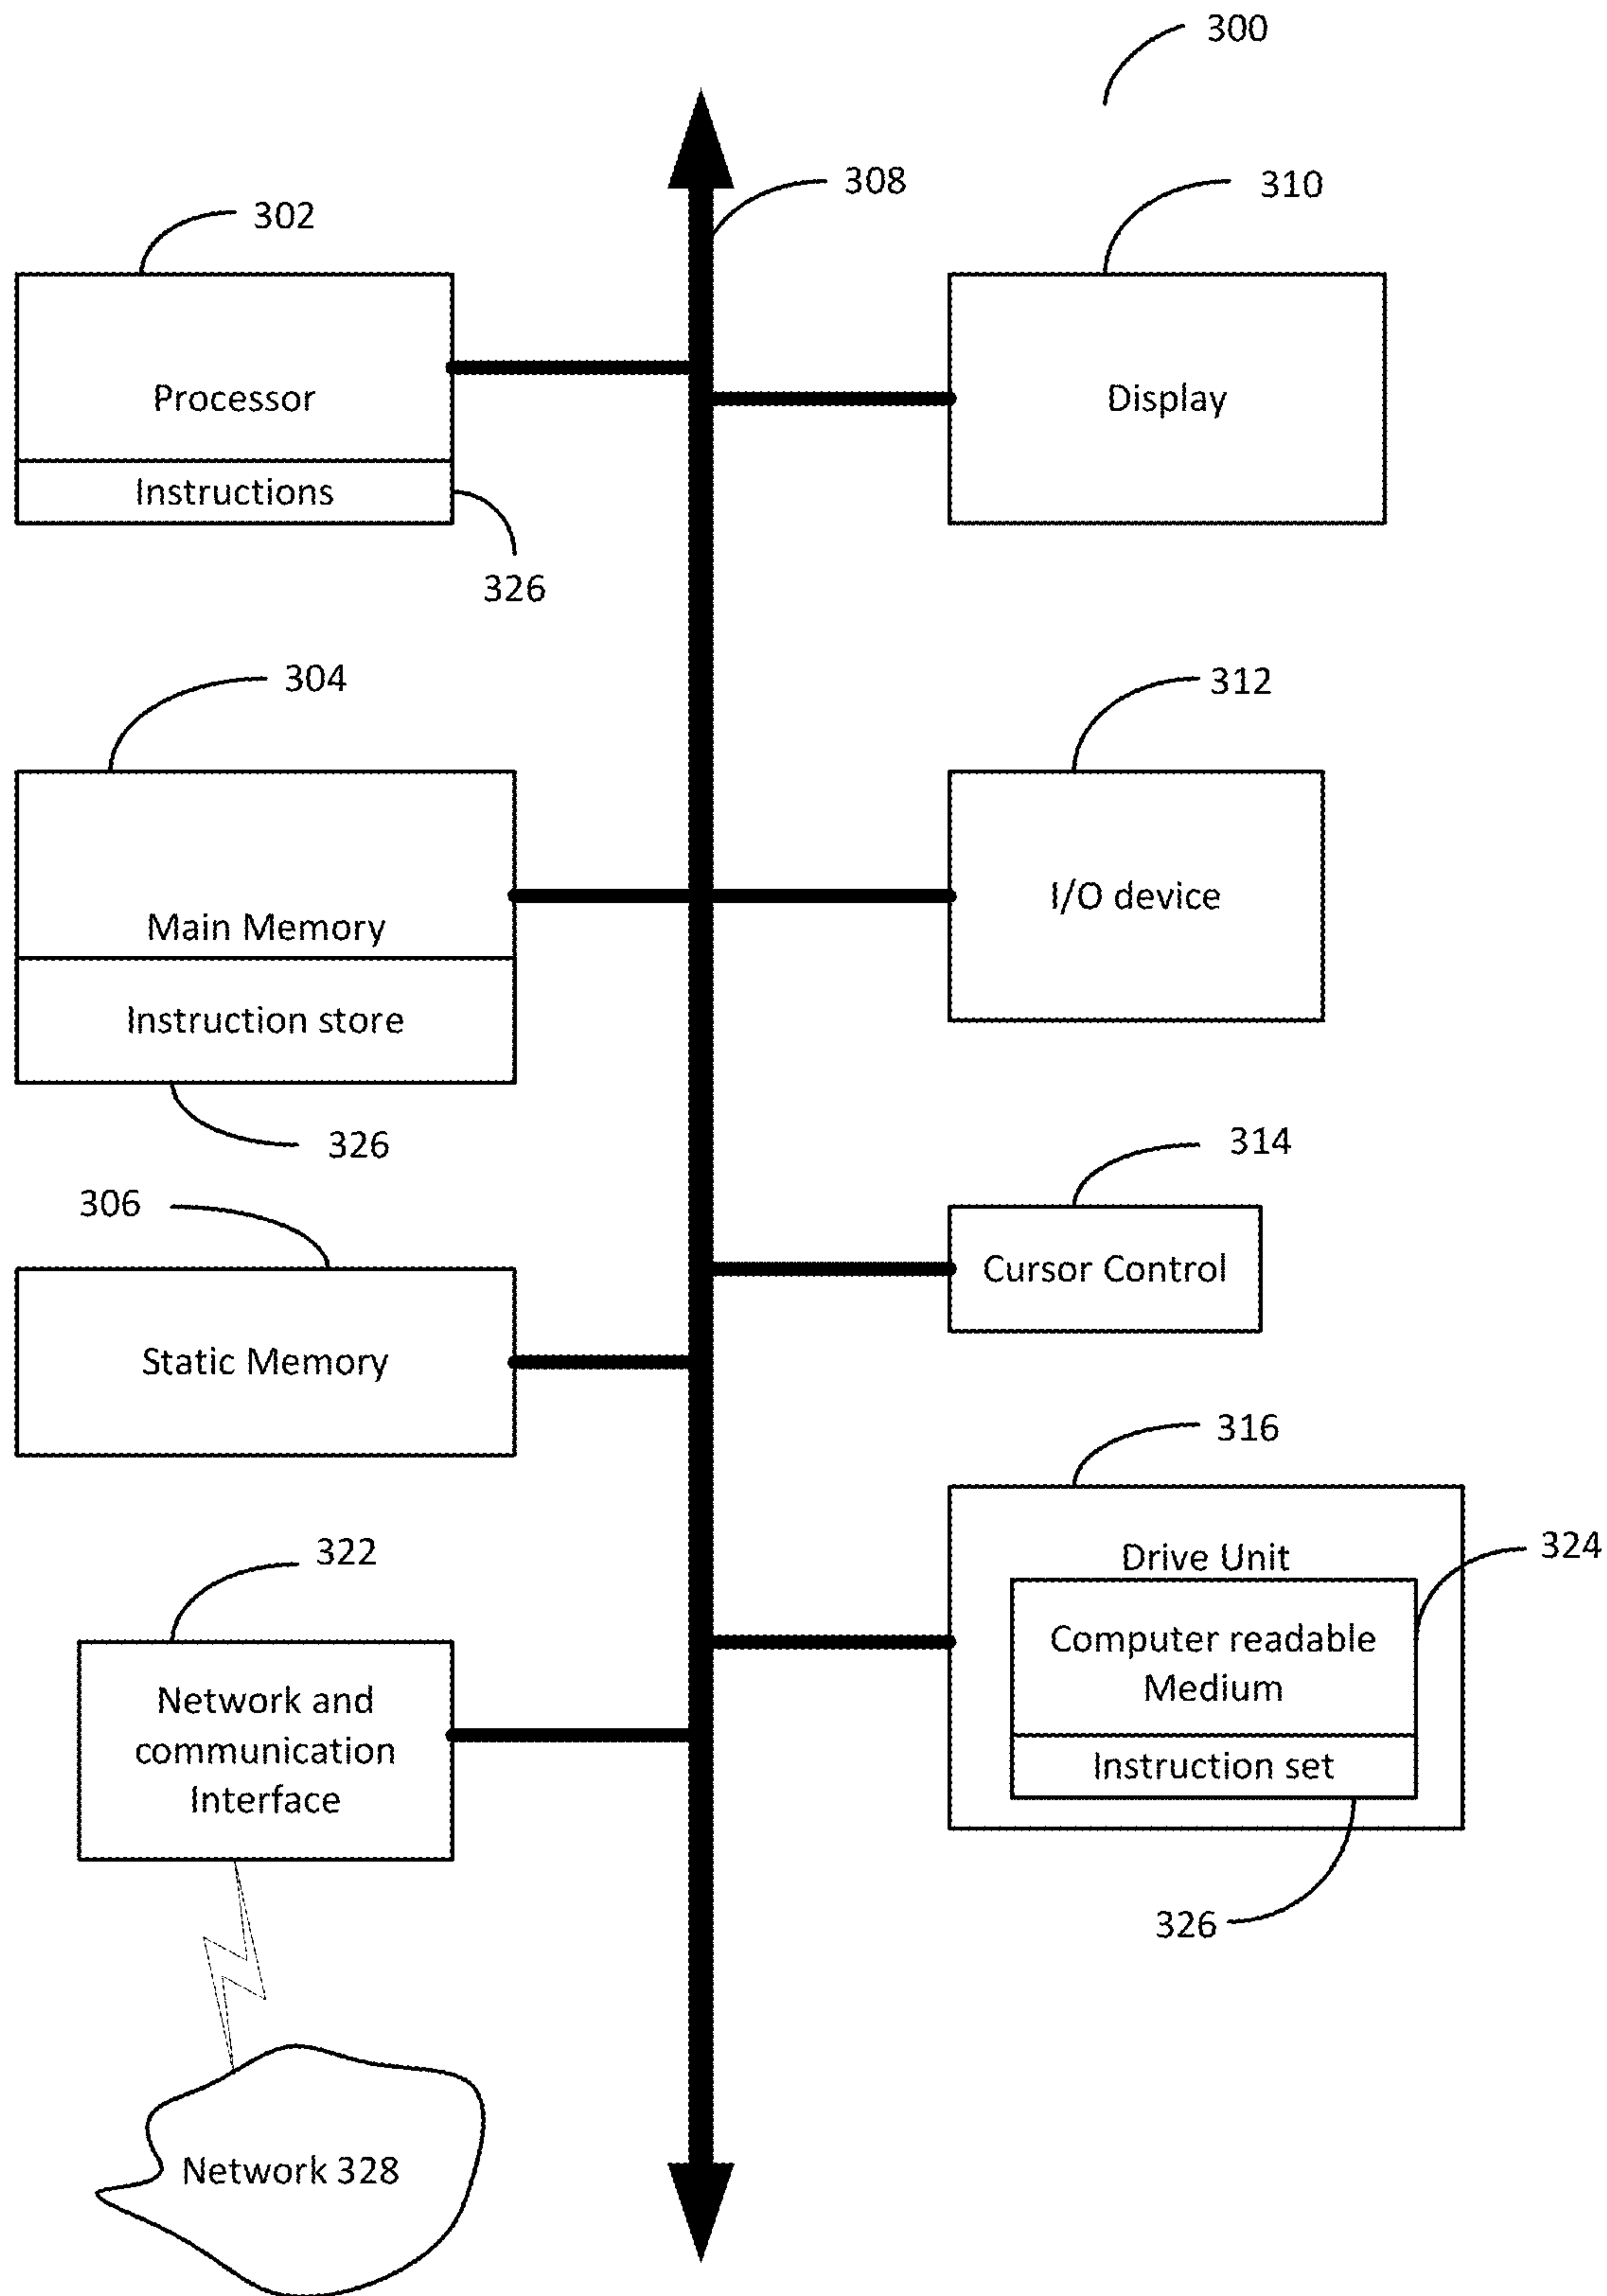 300
308
310
302
Processor
Display
Instructions
326
304
312
Main Memory
I/O device
Instruction store
326
314
306
Cursor Control
Static Memory
316
322
324
Drive Unit
Computer readable
Medium
Network and
communication
Interface
Instruction set
326
Network 328